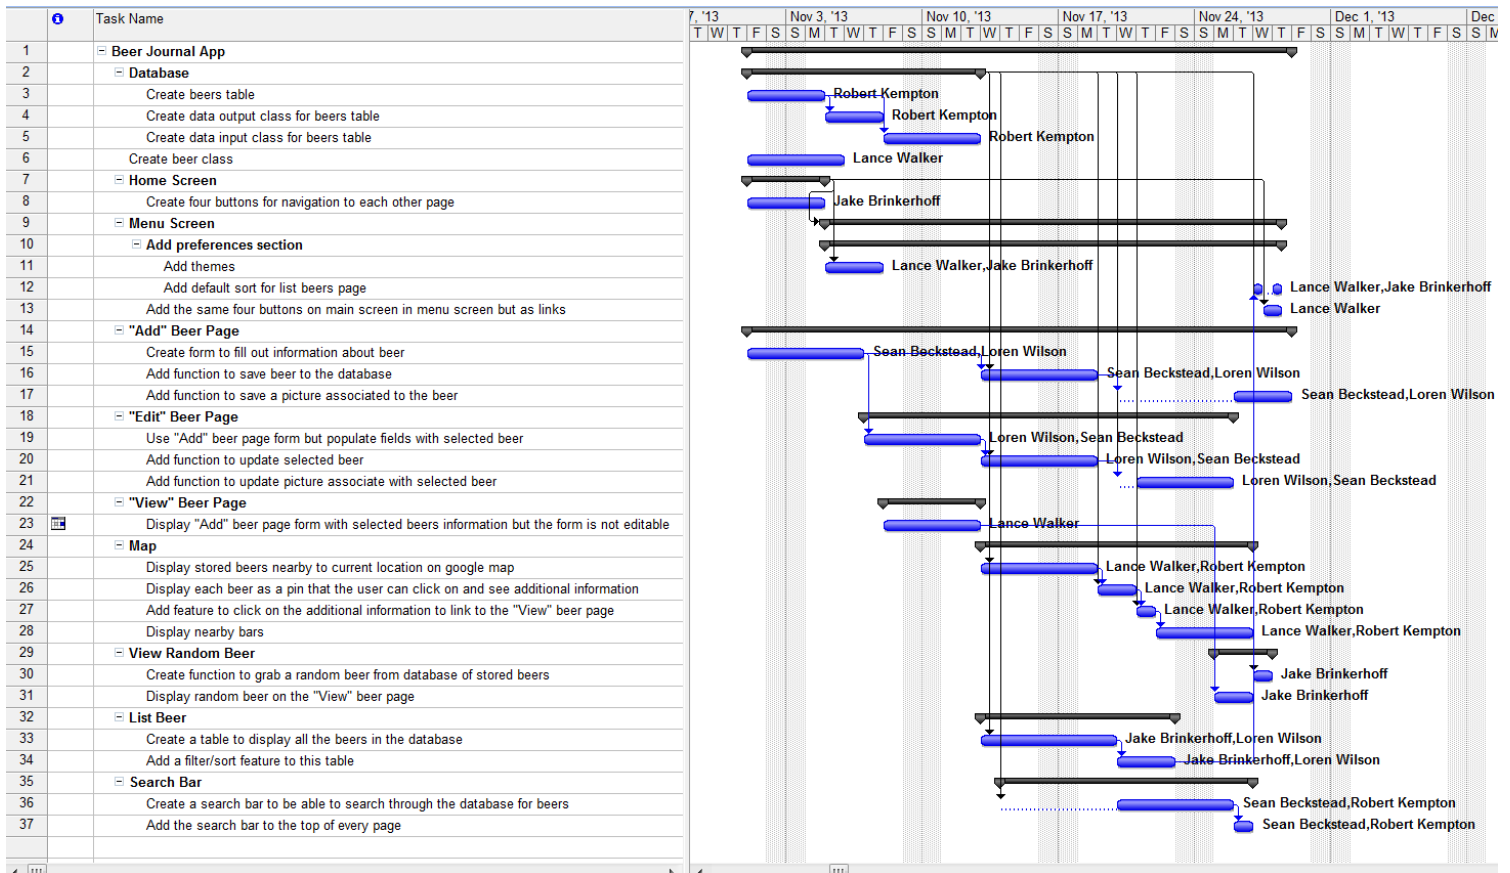 Task Name
7, '13 Nov 3, '13 Nov 10, '13 Nov 17, '13 Nov 24, '13 Dec 1, '13 Dec
T W T F S S M T W T F S S M T W T F S S M T W T F S S M T W T F S S M T W T F S S M
1 Beer Journal App
2 Database
3 Create beers table Robert Kempton
4 Create data output class for beers table Robert Kempton
5 Create data input class for beers table Robert Kempton
6 Create beer class Lance Walker
7 Home Screen
8 Create four buttons for navigation to each other page Jake Brinkerhoff
9 Menu Screen
10 Add preferences section
11 Add themes Lance Walker,Jake Brinkerhoff
12 Add default sort for list beers page Lance Walker,Jake Brinkerhoff
13 Add the same four buttons on main screen in menu screen but as links Lance Walker
14 "Add" Beer Page
15 Create form to fill out information about beer Sean Beckstead,Loren Wilson
16 Add function to save beer to the database Sean Beckstead,Loren Wilson
17 Add function to save a picture associated to the beer Sean Beckstead,Loren Wilson
18 "Edit" Beer Page
19 Use "Add" beer page form but populate fields with selected beer Loren Wilson,Sean Beckstead
20 Add function to update selected beer Loren Wilson,Sean Beckstead
21 Add function to update picture associate with selected beer Loren Wilson,Sean Beckstead
22 "View" Beer Page
23 Display "Add" beer page form with selected beers information but the form is not editable Lance Walker
24 Map
25 Display stored beers nearby to current location on google map Lance Walker,Robert Kempton
26 Display each beer as a pin that the user can click on and see additional information Lance Walker,Robert Kempton
27 Add feature to click on the additional information to link to the "View" beer page Lance Walker,Robert Kempton
28 Display nearby bars Lance Walker,Robert Kempton
29 View Random Beer
30 Create function to grab a random beer from database of stored beers Jake Brinkerhoff
31 Display random beer on the "View" beer page Jake Brinkerhoff
32 List Beer
33 Create a table to display all the beers in the database Jake Brinkerhoff,Loren Wilson
34 Add a filter/sort feature to this table Jake Brinkerhoff,Loren Wilson
35 Search Bar
36 Create a search bar to be able to search through the database for beers Sean Beckstead,Robert Kempton
37 Add the search bar to the top of every page Sean Beckstead,Robert Kempton